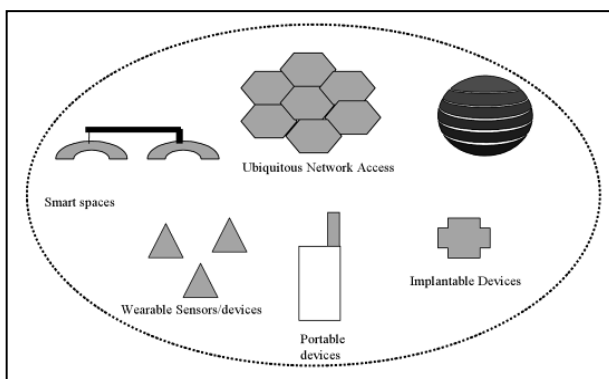 Ubiquitous Network Access
Smart spaces
Implantable Devices
Wearable Sensors/devices
Portable
devices